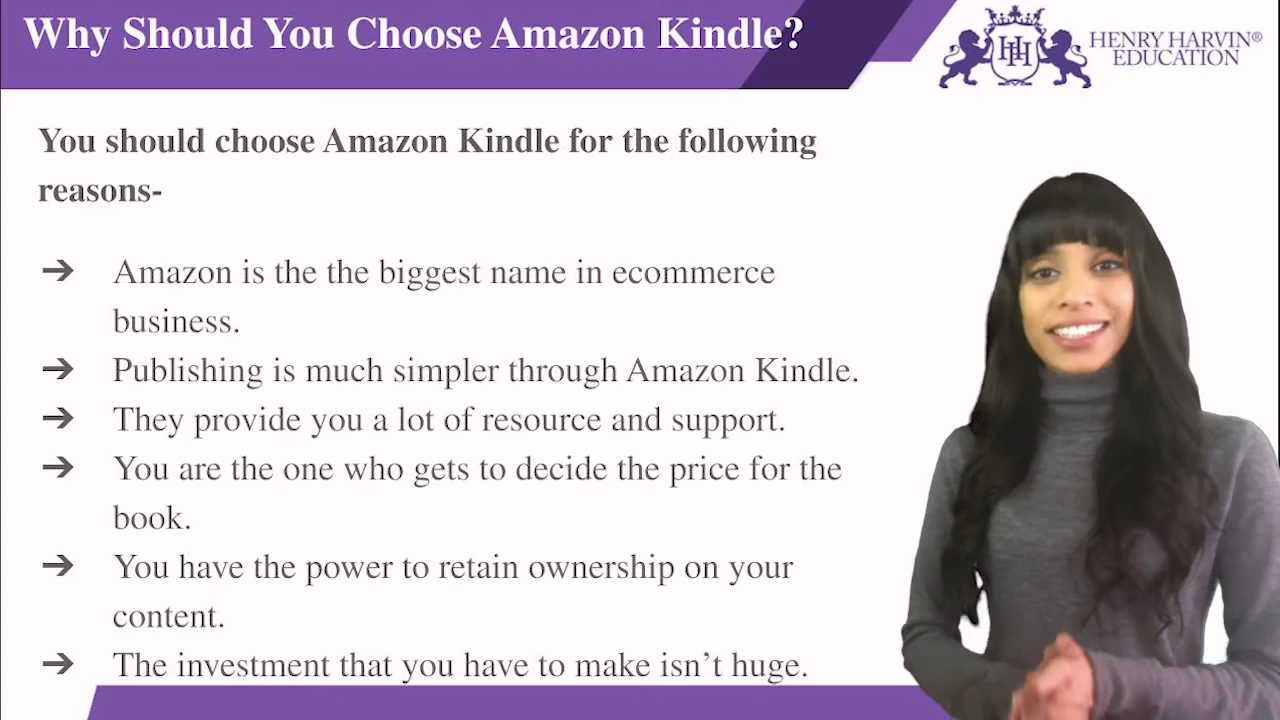 Why Should You Choose Amazon Kindle?
HENRY HARVIN®
EDUCATION
HH
You should choose Amazon Kindle for the following
reasons-
➔ Amazon is the the biggest name in ecommerce
business.
➔ Publishing is much simpler through Amazon Kindle.
➔ They provide you a lot of resource and support.
➔ You are the one who gets to decide the price for the
book.
➔ You have the power to retain ownership on your
content.
➔ The investment that you have to make isn’t huge.